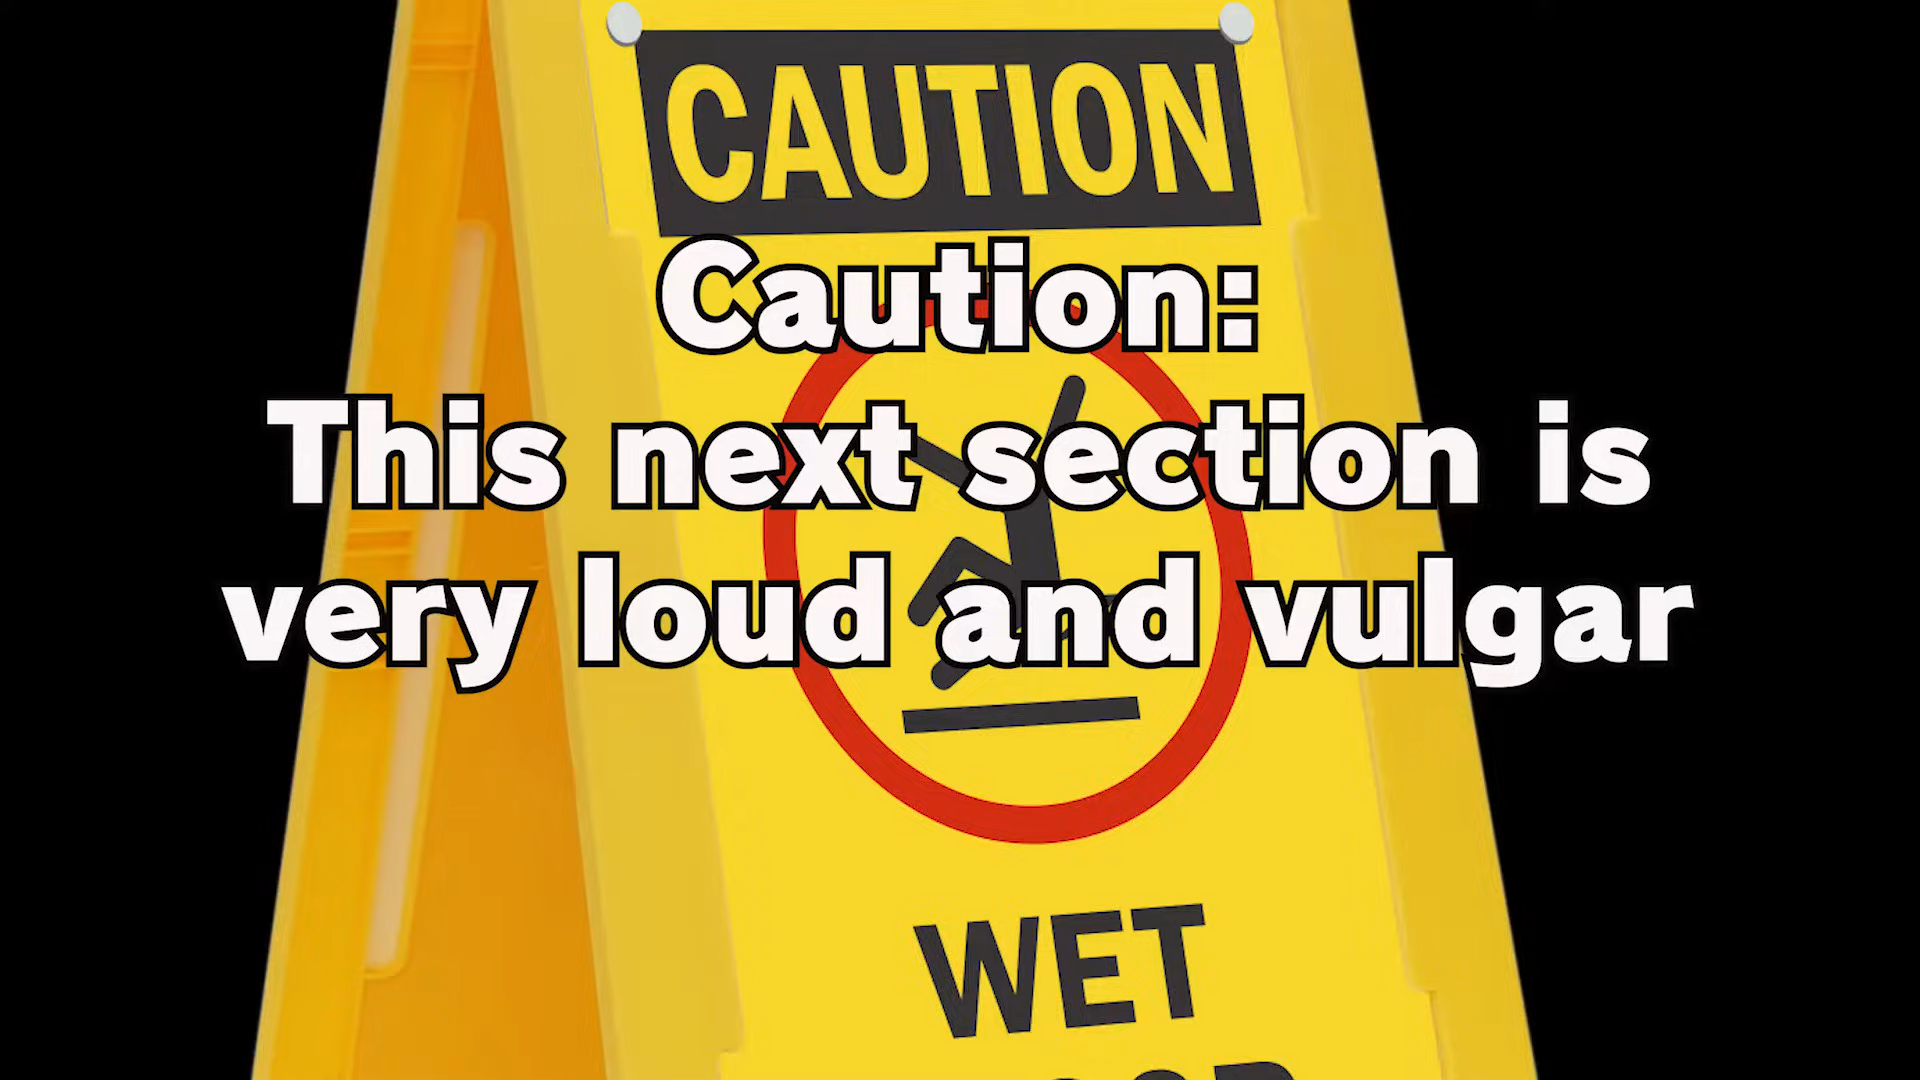 CAUTION
Caution:
This next section is
very loud and vulgar
WET